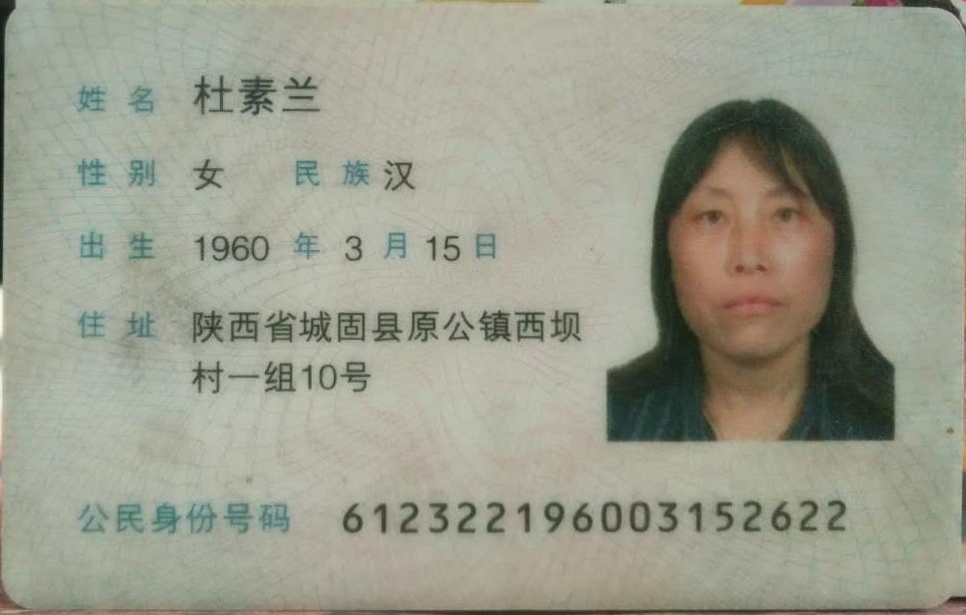 姓名 杜素兰
性别 女 民族 汉
出生 1960 年 3 月 15 日
住址 陕西省城固县原公镇西坝
村一组10号
公民身份号码 612322196003152622